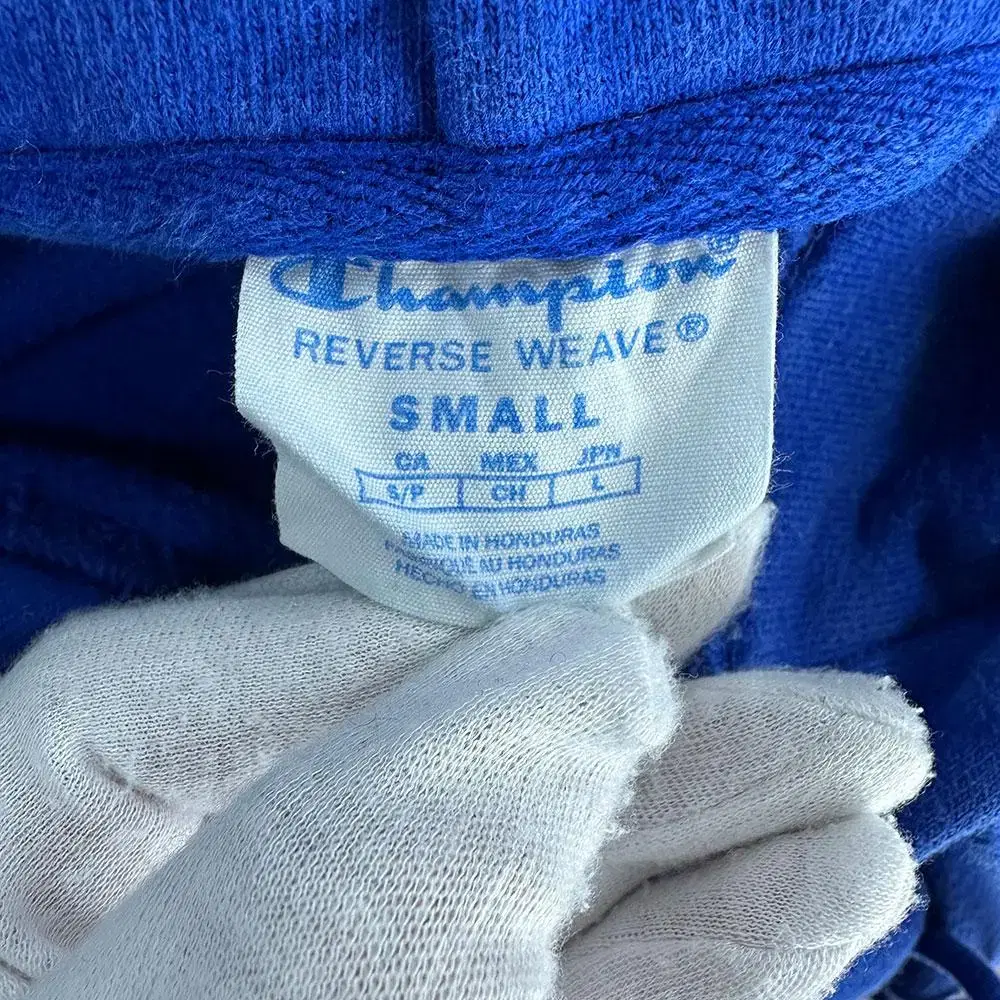 Champion®
REVERSE WEAVE®
SMALL
CA MEX JPN
S/P CH L
MADE IN HONDURAS
FABRIQUÉ AU HONDURAS
HECHO EN HONDURAS